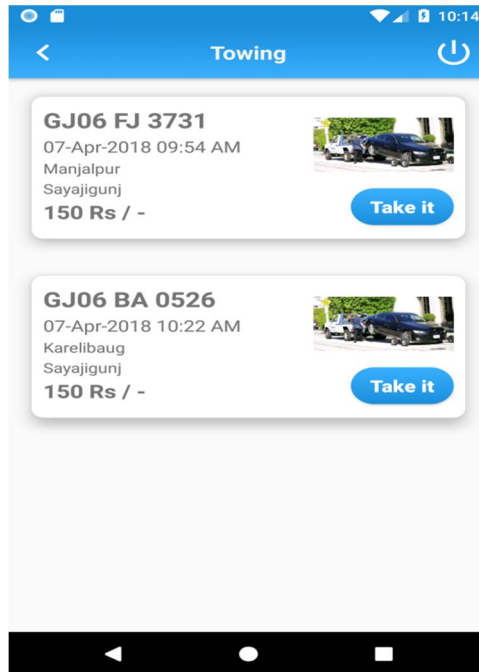 10:14
Towing
GJ06 FJ 3731
07-Apr-2018 09:54 AM
Manjalpur
Sayajigunj
150 Rs / -
Take it
GJ06 BA 0526
07-Apr-2018 10:22 AM
Karelibaug
Sayajigunj
150 Rs / -
Take it